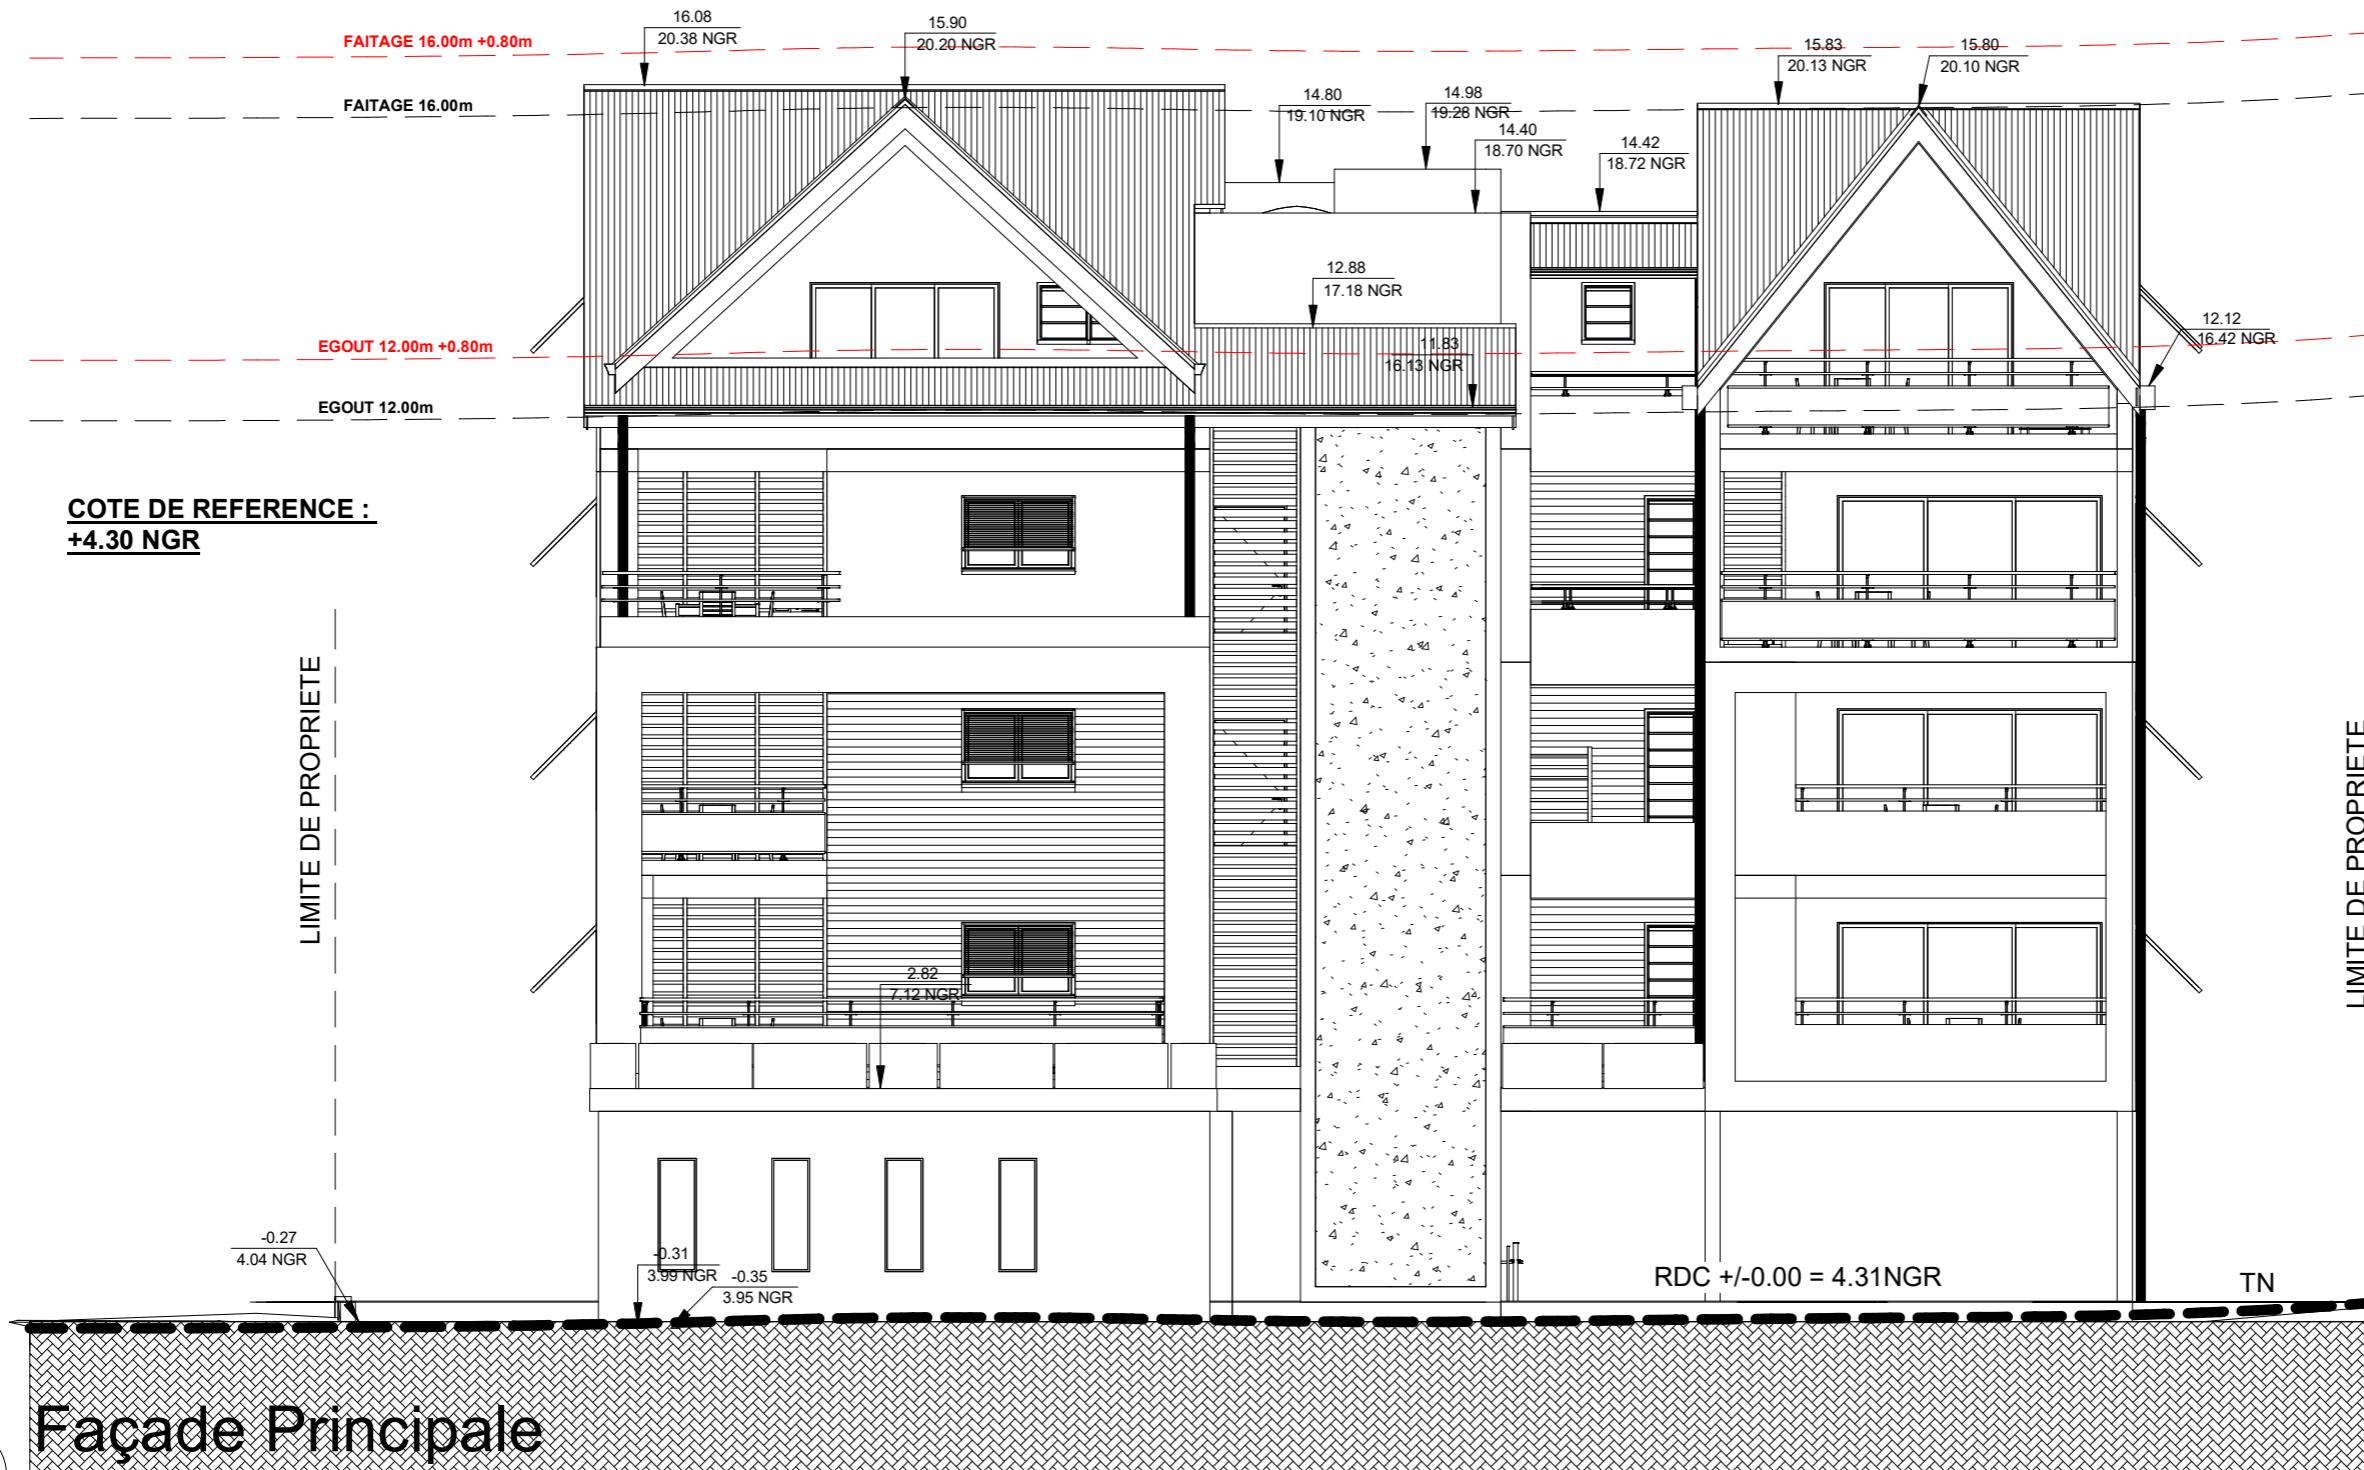 16.08
20.38 NGR
15.90
20.20 NGR
FAITAGE 16.00m +0.80m
15.83
20.13 NGR
15.80
20.10 NGR
FAITAGE 16.00m
14.80
19.10 NGR
14.98
19.28 NGR
14.40
18.70 NGR
14.42
18.72 NGR
12.88
17.18 NGR
12.12
16.42 NGR
EGOUT 12.00m +0.80m
11.83
16.13 NGR
EGOUT 12.00m
COTE DE REFERENCE :
+4.30 NGR
LIMITE DE PROPRIETE
LIMITE DE PROPRIETE
2.82
7.12 NGR
-0.27
4.04 NGR
-0.31
3.99 NGR
-0.35
3.95 NGR
RDC +/-0.00 = 4.31NGR
TN
Façade Principale